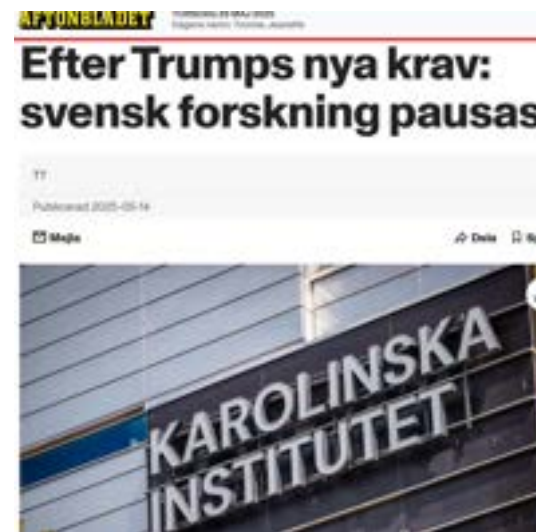 AFTONBLADET
Efter Trumps nya krav:
svensk forskning pausas
TT
Publicerad 2025-05-14
Mejla
Dela
KAROLINSKA
INSTITUTET